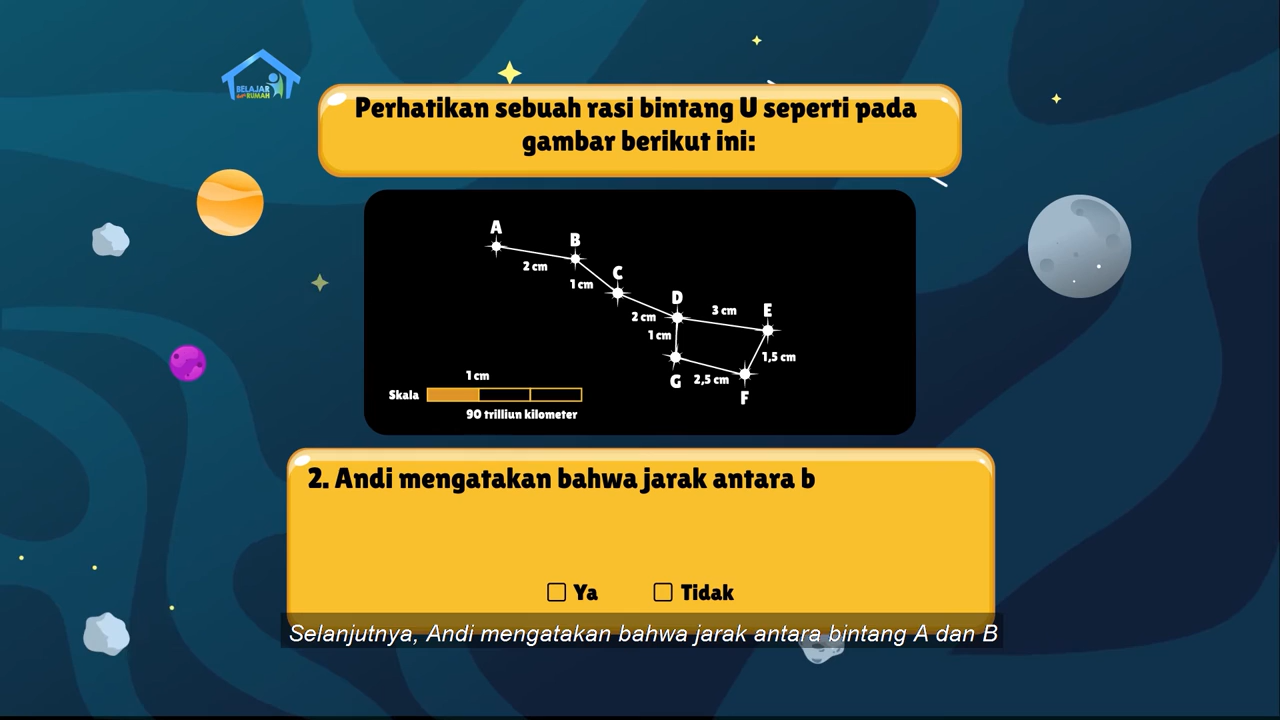 BELAJAR
dari RUMAH
Perhatikan sebuah rasi bintang U seperti pada
gambar berikut ini:
A
B
2 cm
C
1 cm
D
2 cm
3 cm
E
1 cm
1,5 cm
G
2,5 cm
F
1 cm
Skala
90 trilliun kilometer
2. Andi mengatakan bahwa jarak antara b
Ya
Tidak
Selanjutnya, Andi mengatakan bahwa jarak antara bintang A dan B